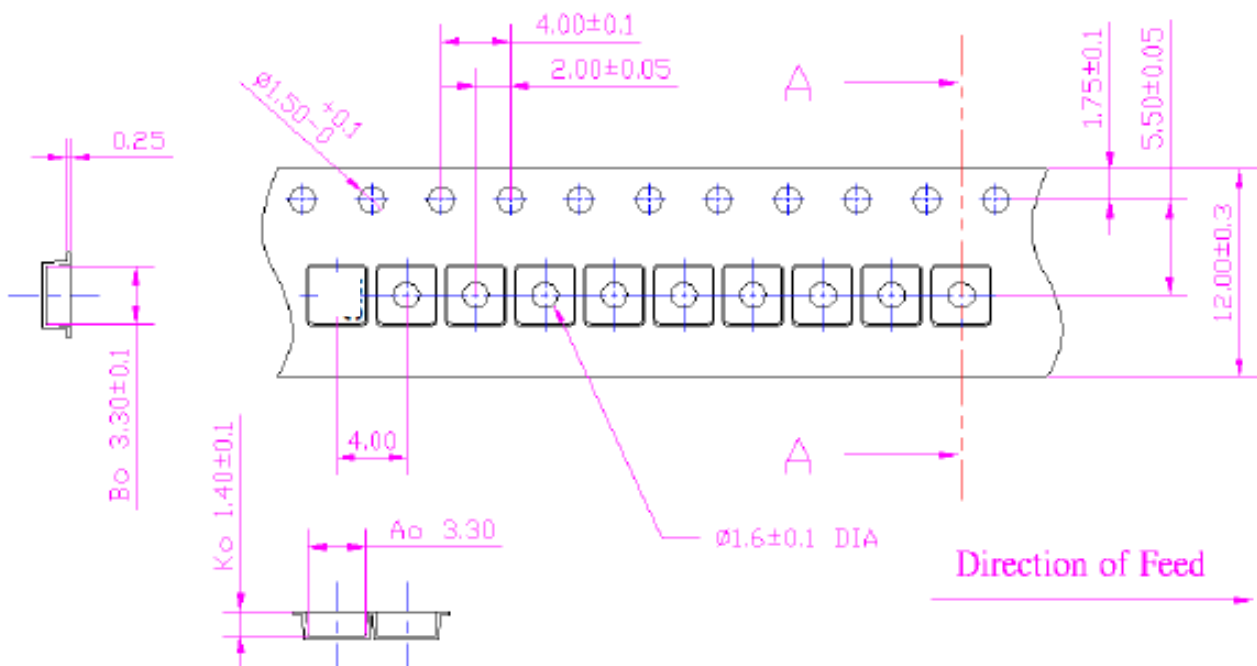 4.00±0.1
2.00±0.05
Ø1.50 +0.1
-0
0.25
A
1.75±0.1
5.50±0.05
12.00±0.3
Bo 3.30±0.1
4.00
Ko 1.40±0.1
Ao 3.30
A
Ø1.6±0.1 DIA
Direction of Feed